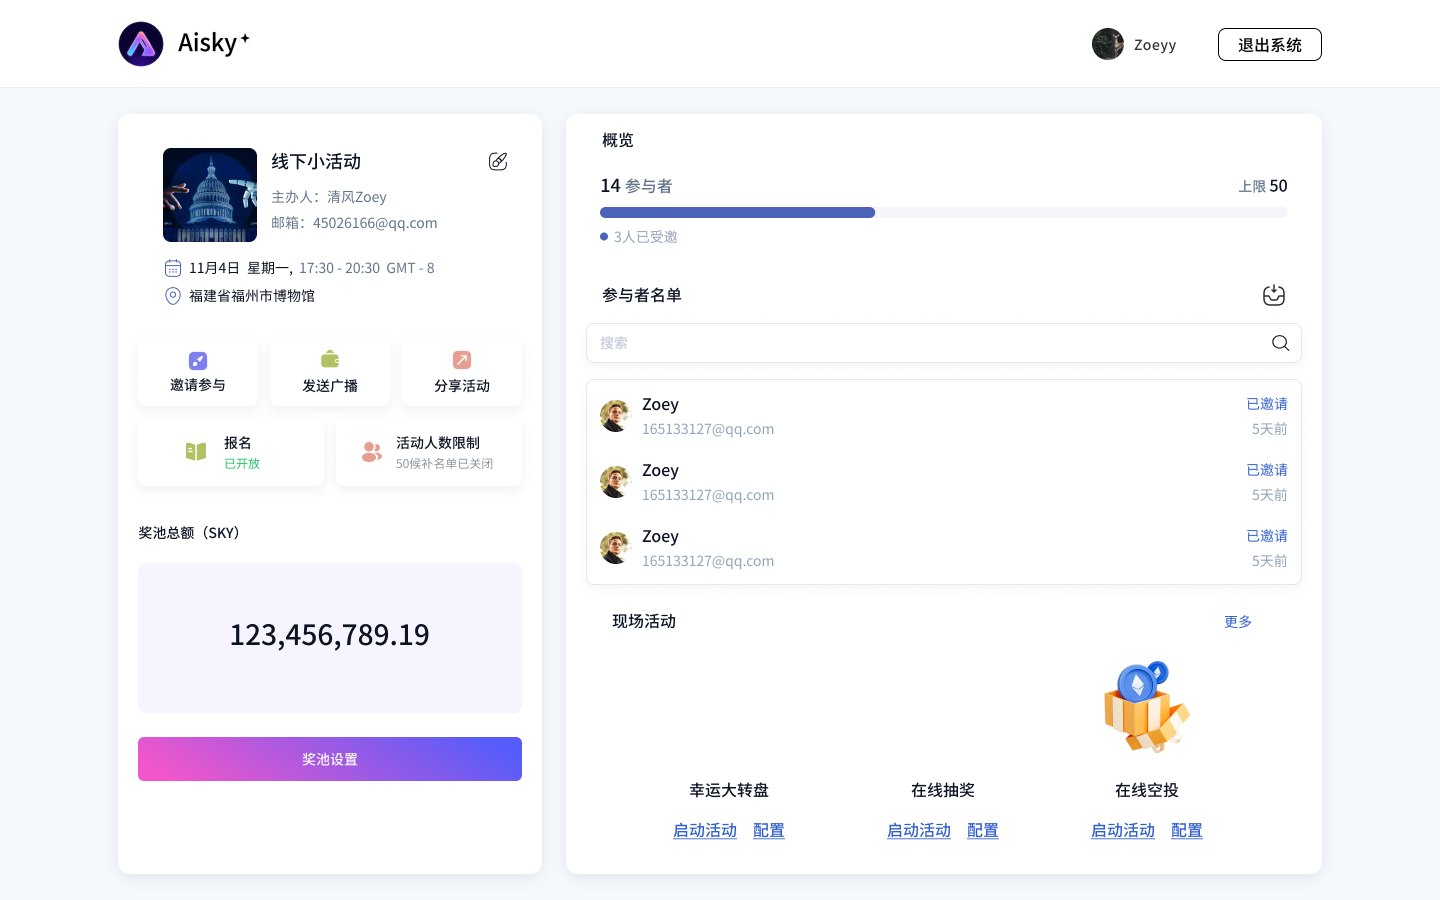 Aisky
Zoeyy
退出系统
线下小活动
主办人：清风Zoey
邮箱：45026166@qq.com
11月4日 星期一, 17:30 - 20:30 GMT - 8
福建省福州市博物馆
邀请参与
发送广播
分享活动
报名
已开放
活动人数限制
50候补名单已关闭
奖池总额（SKY）
123,456,789.19
奖池设置
概览
14 参与者
上限 50
3人已受邀
参与者名单
搜索
Zoey
已邀请
165133127@qq.com
5天前
Zoey
已邀请
165133127@qq.com
5天前
Zoey
已邀请
165133127@qq.com
5天前
现场活动
更多
幸运大转盘
在线抽奖
在线空投
启动活动 配置
启动活动 配置
启动活动 配置